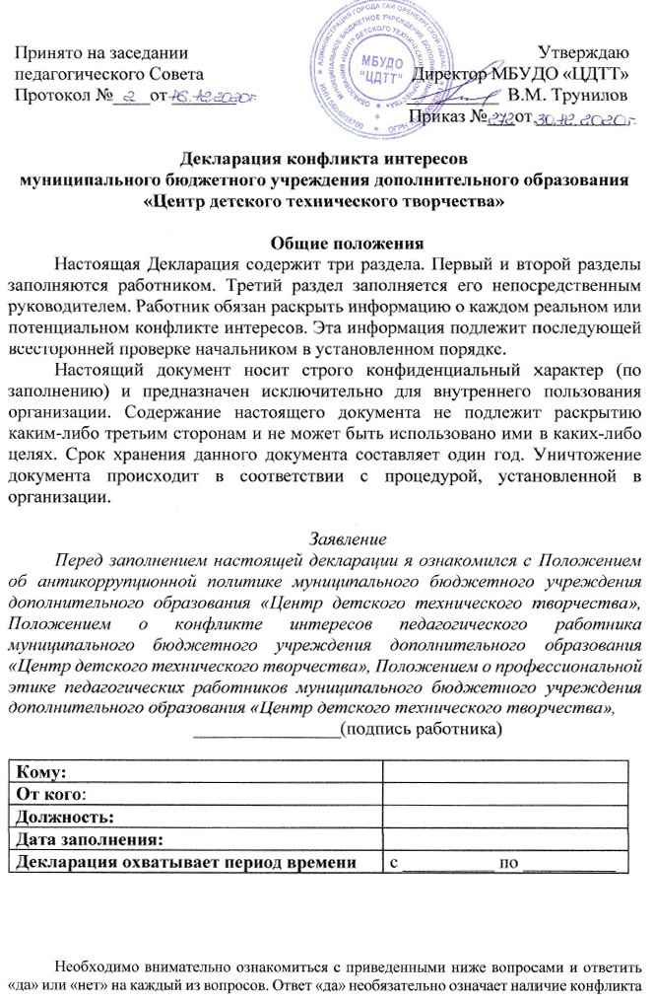 Принято на заседании
педагогического Совета
Протокол № 2 от 16.12.2020г.
Утверждаю
Директор МБУДО «ЦДТТ»
В.М. Трунилов
Приказ № 272 от 30.12.2020г.
МБУДО
"ЦДТТ"
Декларация конфликта интересов
муниципального бюджетного учреждения дополнительного образования
«Центр детского технического творчества»
Общие положения
Настоящая Декларация содержит три раздела. Первый и второй разделы
заполняются работником. Третий раздел заполняется его непосредственным
руководителем. Работник обязан раскрыть информацию о каждом реальном или
потенциальном конфликте интересов. Эта информация подлежит последующей
всесторонней проверке начальником в установленном порядке.
Настоящий документ носит строго конфиденциальный характер (по
заполнению) и предназначен исключительно для внутреннего пользования
организации. Содержание настоящего документа не подлежит раскрытию
каким-либо третьим сторонам и не может быть использовано ими в каких-либо
целях. Срок хранения данного документа составляет один год. Уничтожение
документа происходит в соответствии с процедурой, установленной в
организации.
Заявление
Перед заполнением настоящей декларации я ознакомился с Положением
об антикоррупционной политике муниципального бюджетного учреждения
дополнительного образования «Центр детского технического творчества»,
Положением о конфликте интересов педагогического работника
муниципального бюджетного учреждения дополнительного образования
«Центр детского технического творчества», Положением о профессиональной
этике педагогических работников муниципального бюджетного учреждения
дополнительного образования «Центр детского технического творчества»,
_________________(подпись работника)
Кому:
От кого:
Должность:
Дата заполнения:
Декларация охватывает период времени с __________ по __________
Необходимо внимательно ознакомиться с приведенными ниже вопросами и ответить
«да» или «нет» на каждый из вопросов. Ответ «да» необязательно означает наличие конфликта